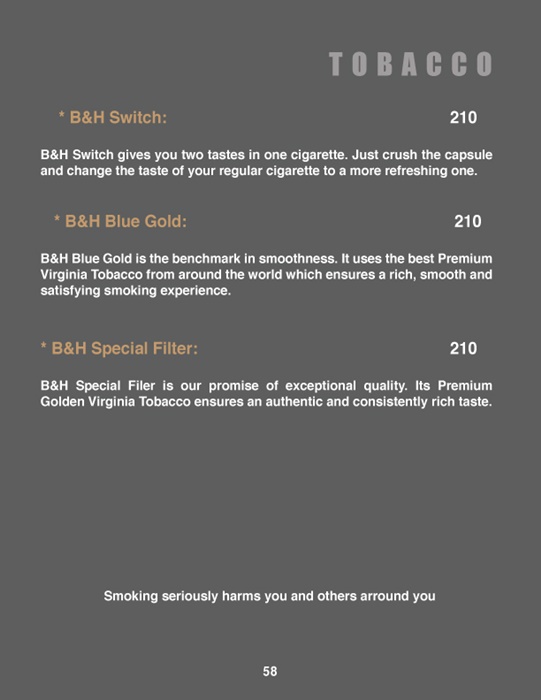 TOBACCO
* B&H Switch: 210
B&H Switch gives you two tastes in one cigarette. Just crush the capsule
and change the taste of your regular cigarette to a more refreshing one.
* B&H Blue Gold: 210
B&H Blue Gold is the benchmark in smoothness. It uses the best Premium
Virginia Tobacco from around the world which ensures a rich, smooth and
satisfying smoking experience.
* B&H Special Filter: 210
B&H Special Filer is our promise of exceptional quality. Its Premium
Golden Virginia Tobacco ensures an authentic and consistently rich taste.
Smoking seriously harms you and others arround you
58